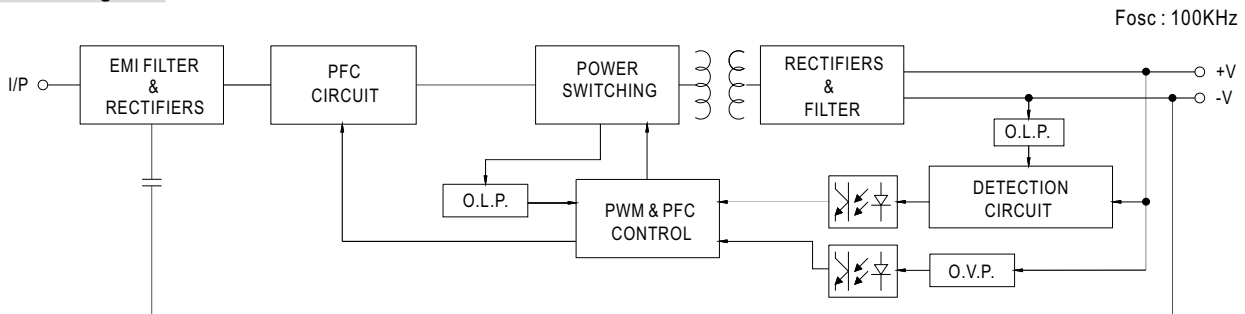 Fosc : 100KHz
I/P
EMI FILTER
&
RECTIFIERS
PFC
CIRCUIT
POWER
SWITCHING
RECTIFIERS
&
FILTER
+V
-V
O.L.P.
O.L.P.
PWM & PFC
CONTROL
DETECTION
CIRCUIT
O.V.P.